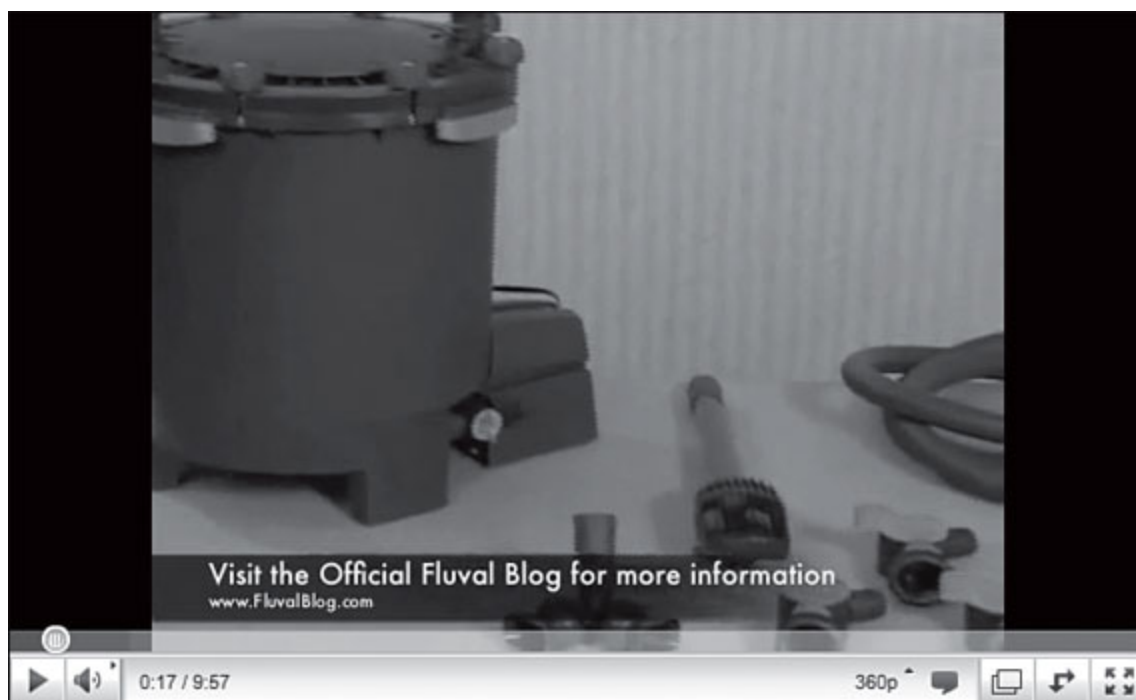 Visit the Official Fluval Blog for more information
www.FluvalBlog.com
0:17 / 9:57
360p